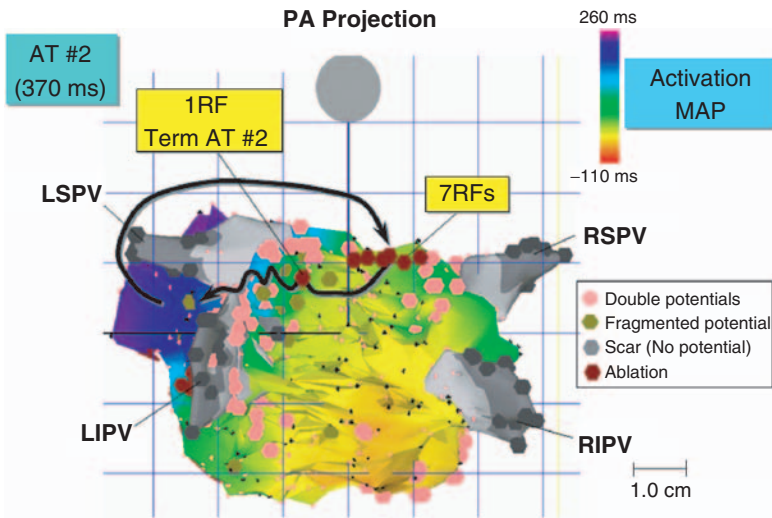 PA Projection
AT #2
(370 ms)
260 ms
Activation
MAP
−110 ms
1RF
Term AT #2
7RFs
LSPV
RSPV
Double potentials
Fragmented potential
Scar (No potential)
Ablation
LIPV
RIPV
1.0 cm